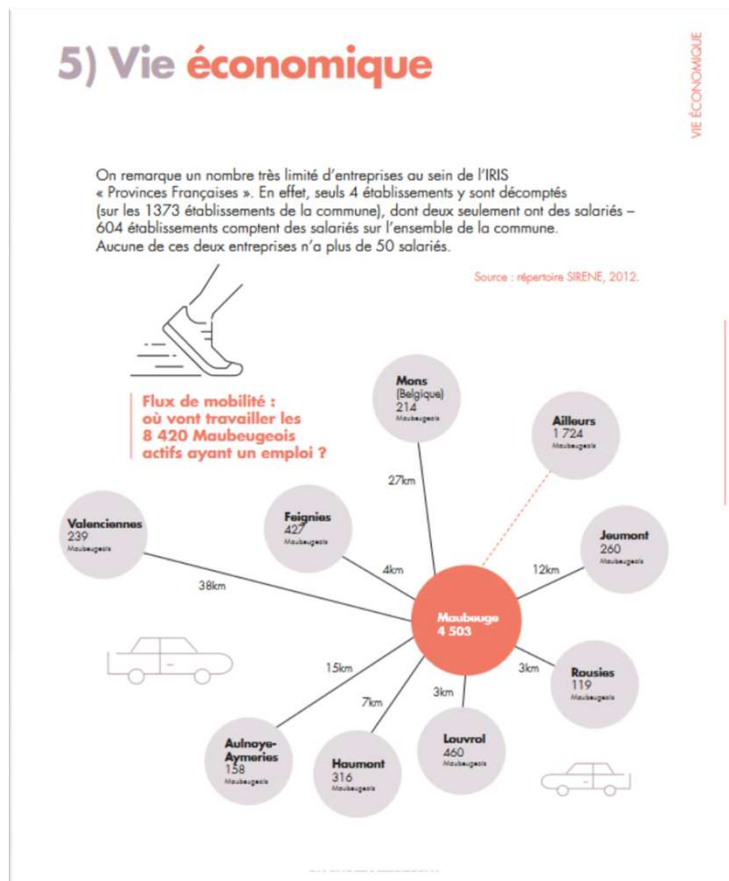 5) Vie économique
VIE ÉCONOMIQUE
On remarque un nombre très limité d'entreprises au sein de l'IRIS
« Provinces Françaises ». En effet, seuls 4 établissements y sont décomptés
(sur les 1373 établissements de la commune), dont deux seulement ont des salariés –
604 établissements comptent des salariés sur l'ensemble de la commune.
Aucune de ces deux entreprises n'a plus de 50 salariés.
Source : répertoire SIRENE, 2012.
Flux de mobilité :
où vont travailler les
8 420 Maubeugeois
actifs ayant un emploi ?
Mons
(Belgique)
214
Maubeugeois
Ailleurs
1 724
Maubeugeois
27km
Valenciennes
239
Maubeugeois
Feignies
427
Maubeugeois
Jeumont
260
Maubeugeois
4km
12km
38km
Maubeuge
4 503
15km
3km
Rousies
119
Maubeugeois
7km
3km
Aulnoye-
Aymeries
158
Maubeugeois
Haumont
316
Maubeugeois
Louvrol
460
Maubeugeois